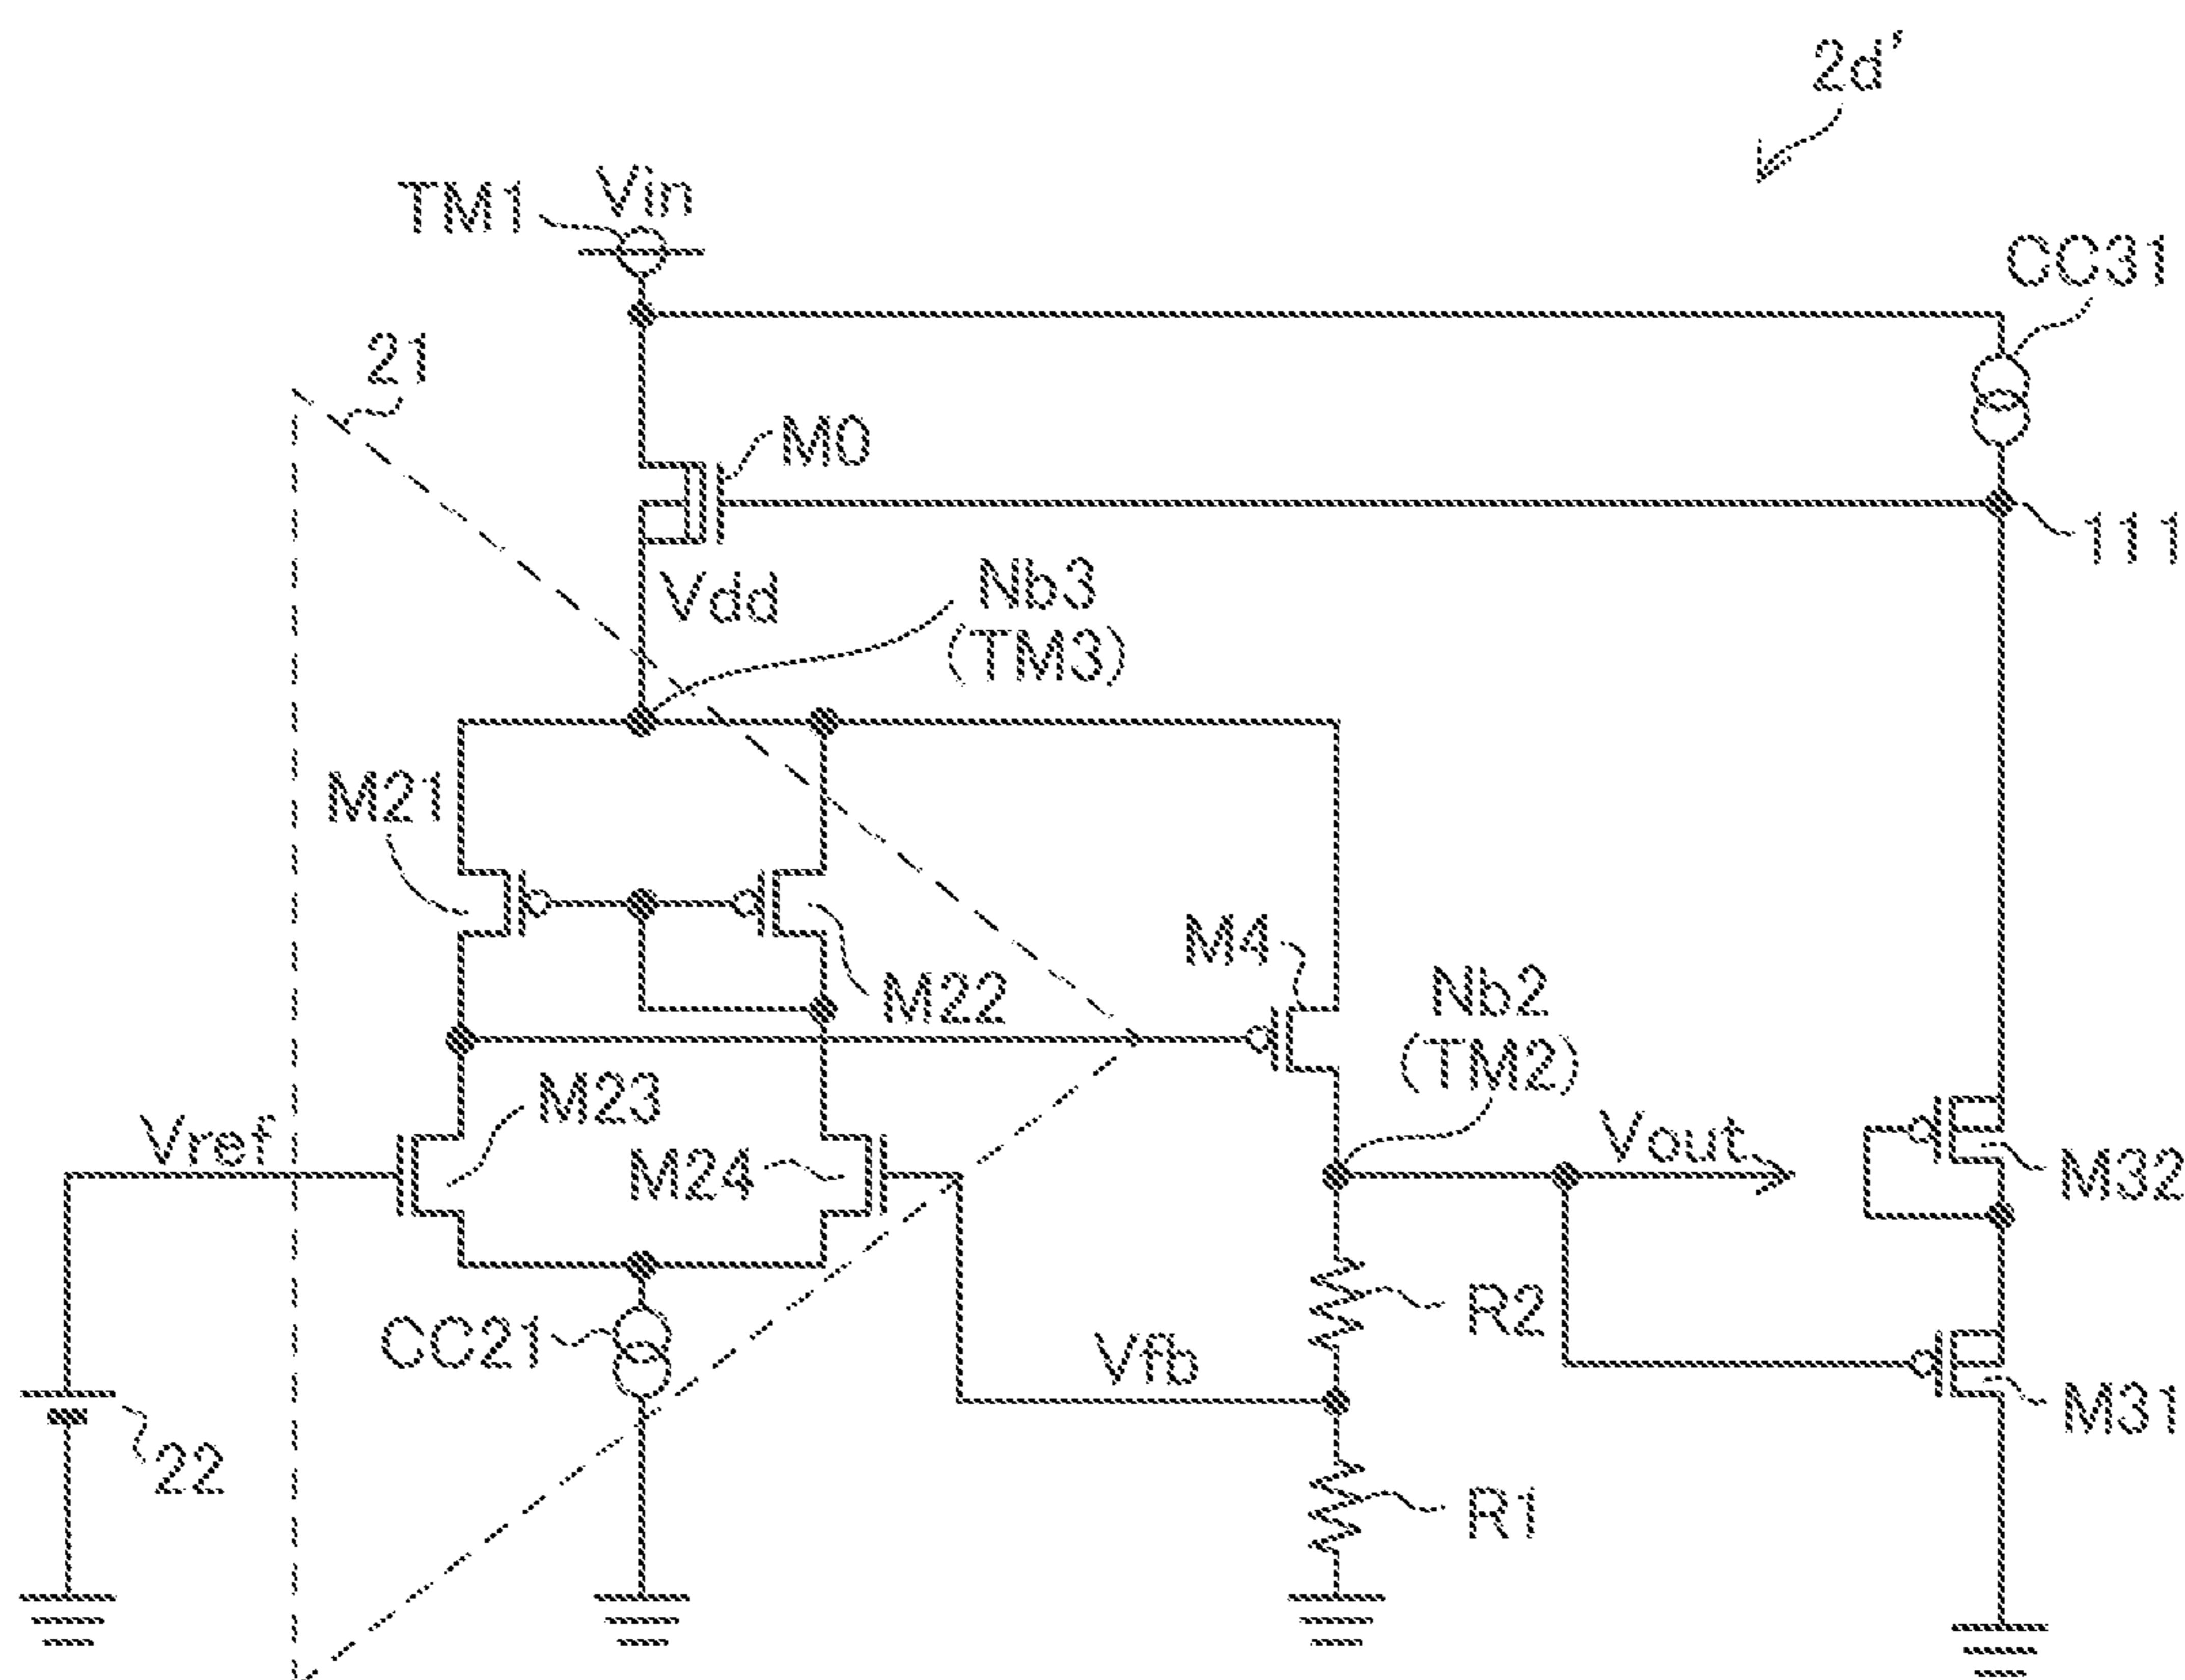 2d'
TM1
Vin
CC31
21
M0
111
Vdd
Nb3
(TM3)
M21
M4
M22
Nb2
(TM2)
M23
Vref
M24
Vout
M32
CC21
R2
Vfb
M31
22
R1